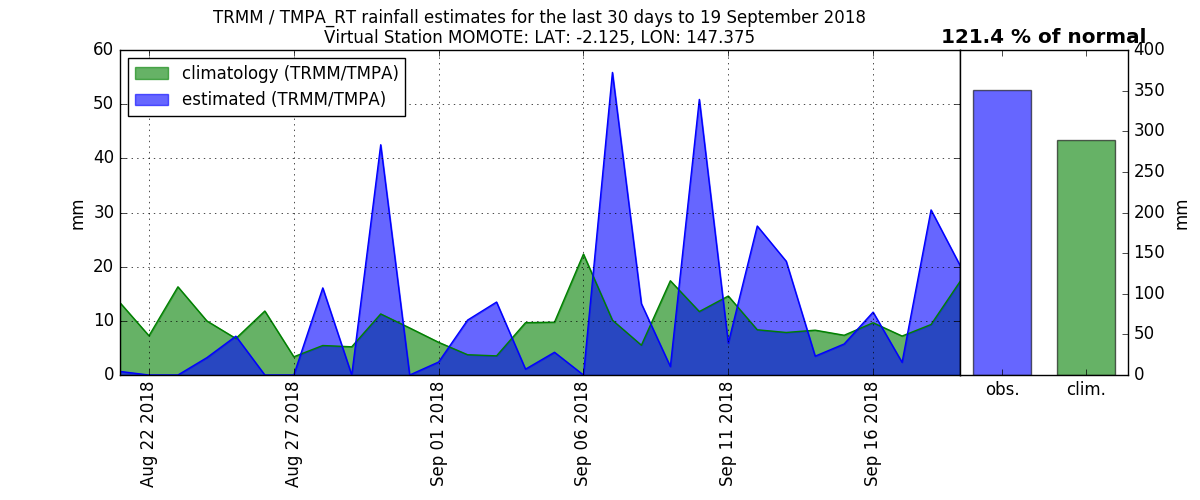 TRMM / TMPA_RT rainfall estimates for the last 30 days to 19 September 2018
Virtual Station MOMOTE: LAT: -2.125, LON: 147.375
121.4 % of normal
climatology (TRMM/TMPA)
estimated (TRMM/TMPA)
60
50
40
30
20
10
0
mm
Aug 22 2018
Aug 27 2018
Sep 01 2018
Sep 06 2018
Sep 11 2018
Sep 16 2018
400
350
300
250
200
150
100
50
0
mm
obs.
clim.